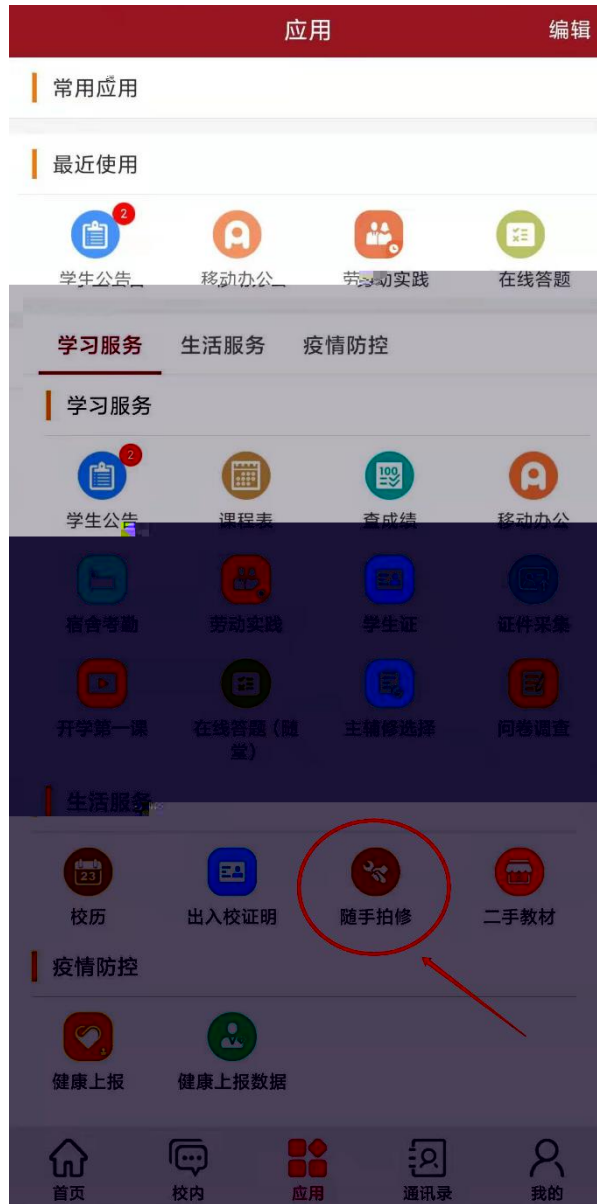 应用 编辑
常用应用
最近使用
2
学生公告 移动办公 劳动实践 在线答题
学习服务 生活服务 疫情防控
学习服务
2 100
学生公告 课程表 查成绩 移动办公
宿舍考勤 劳动实践 学生证 证件采集
开学第一课 在线答题(随 主辅修选择 问卷调查
堂)
生活服务
23
校历 出入校证明 随手拍修 二手教材
疫情防控
健康上报 健康上报数据
首页 校内 应用 通讯录 我的